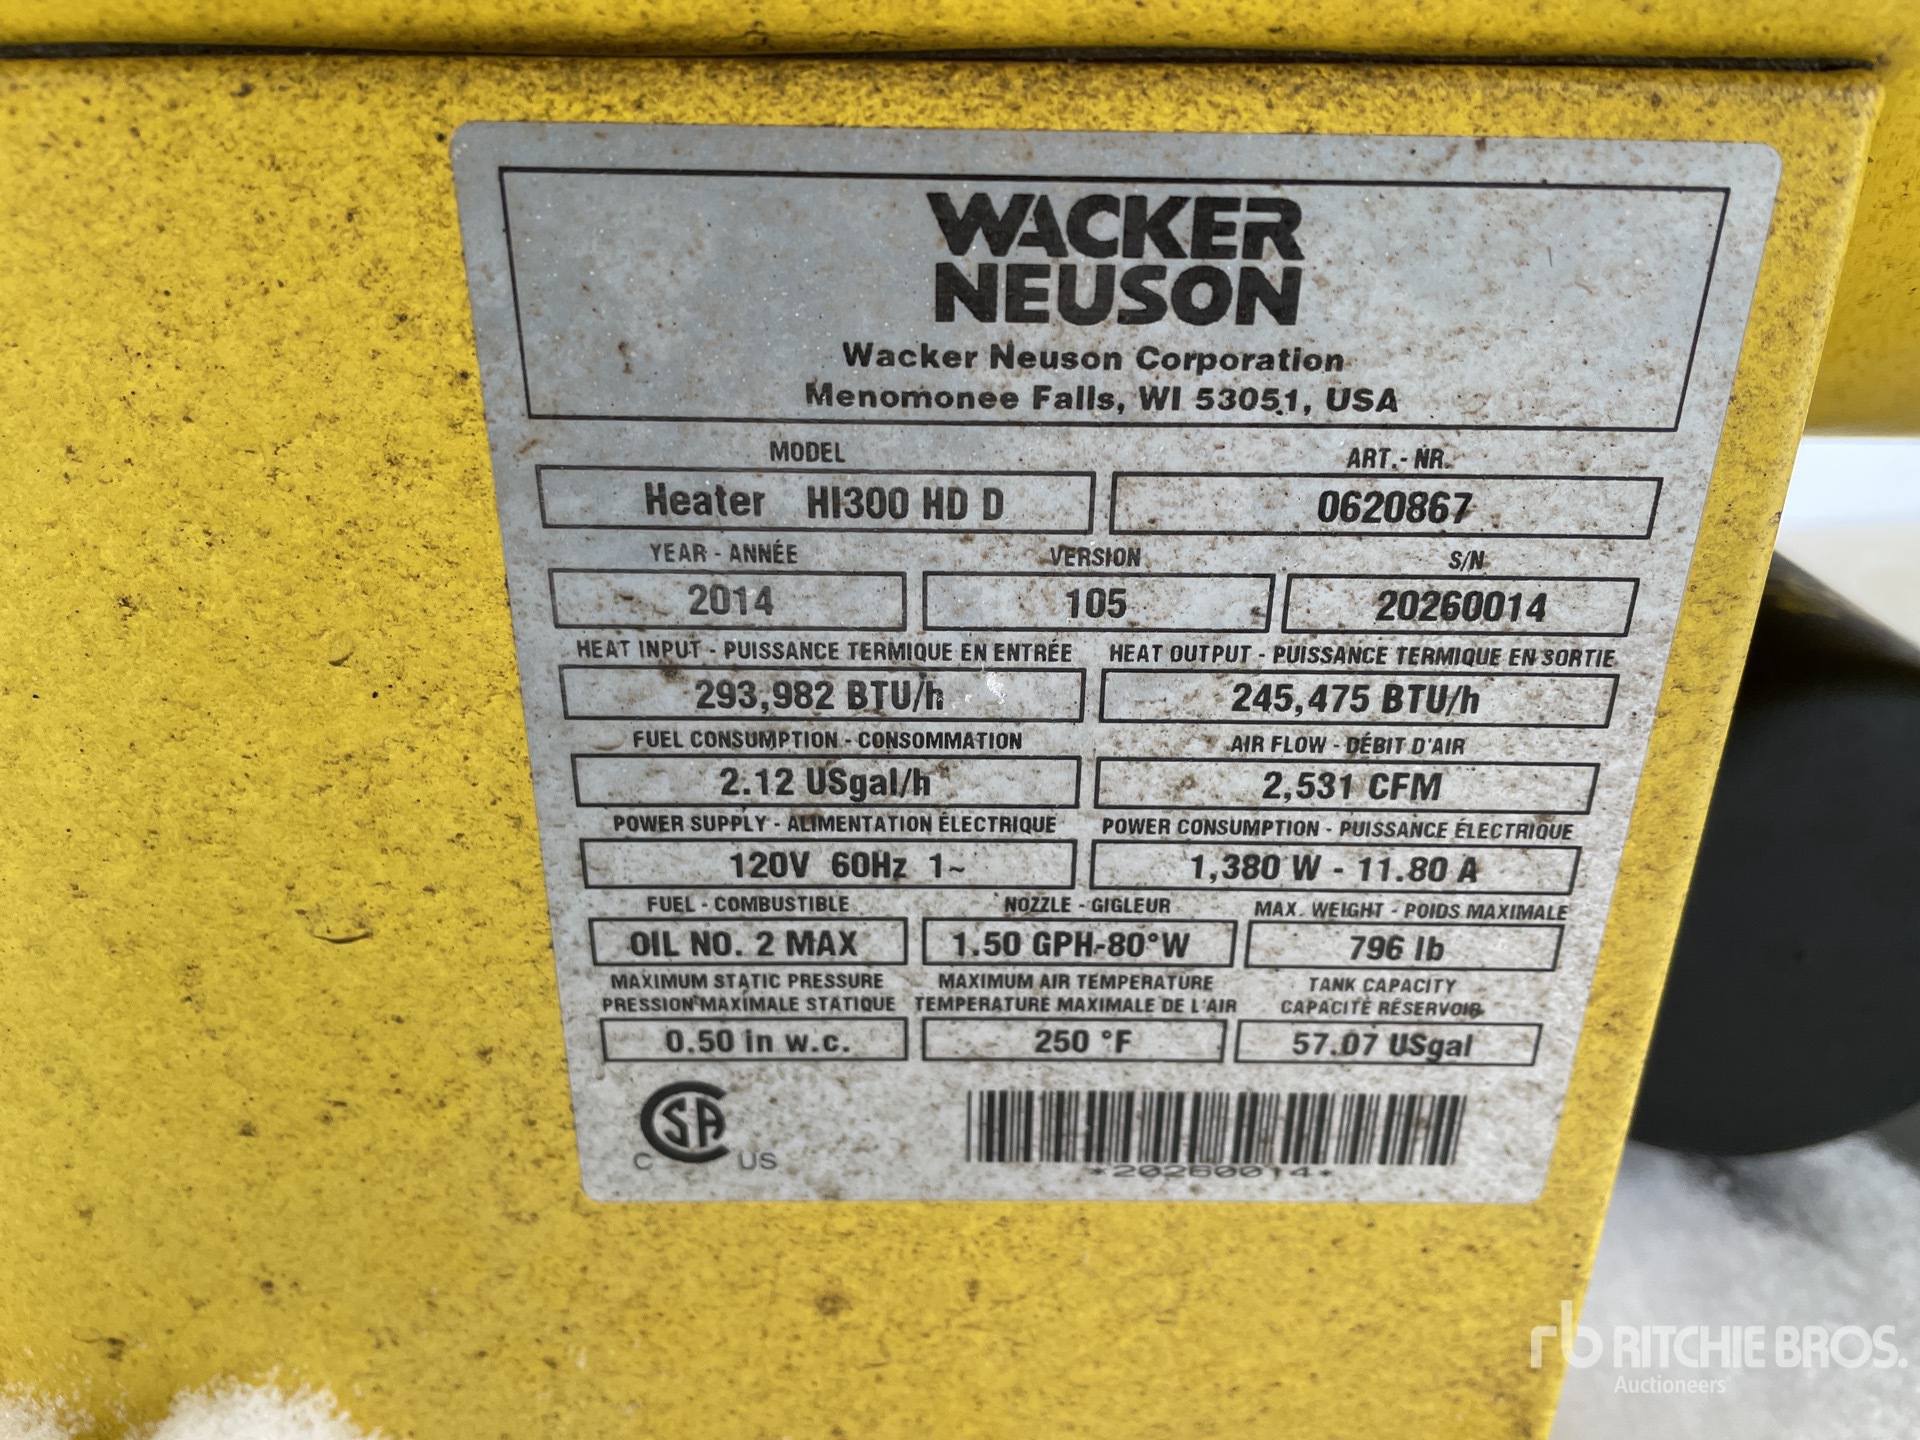 WACKER
NEUSON
Wacker Neuson Corporation
Menomonee Falls, WI 53051, USA
MODEL ART.- NR.
Heater HI300 HD D 0620867
YEAR - ANNÉE VERSION S/N
2014 105 20260014
HEAT INPUT - PUISSANCE TERMIQUE EN ENTRÉE HEAT OUTPUT - PUISSANCE TERMIQUE EN SORTIE
293,982 BTU/h 245,475 BTU/h
FUEL CONSUMPTION - CONSOMMATION AIR FLOW - DÉBIT D'AIR
2.12 USgal/h 2,531 CFM
POWER SUPPLY - ALIMENTATION ÉLECTRIQUE POWER CONSUMPTION - PUISSANCE ÉLECTRIQUE
120V 60Hz 1~ 1,380 W - 11.80 A
FUEL - COMBUSTIBLE NOZZLE - GIGLEUR MAX. WEIGHT - POIDS MAXIMALE
OIL NO. 2 MAX 1.50 GPH-80°W 796 lb
MAXIMUM STATIC PRESSURE MAXIMUM AIR TEMPERATURE TANK CAPACITY
PRESSION MAXIMALE STATIQUE TEMPERATURE MAXIMALE DE L'AIR CAPACITÉ RÉSERVOIR
0.50 in w.c. 250 °F 57.07 USgal
CSA
C US
*20260014*
rb RITCHIE BROS.
Auctioneers